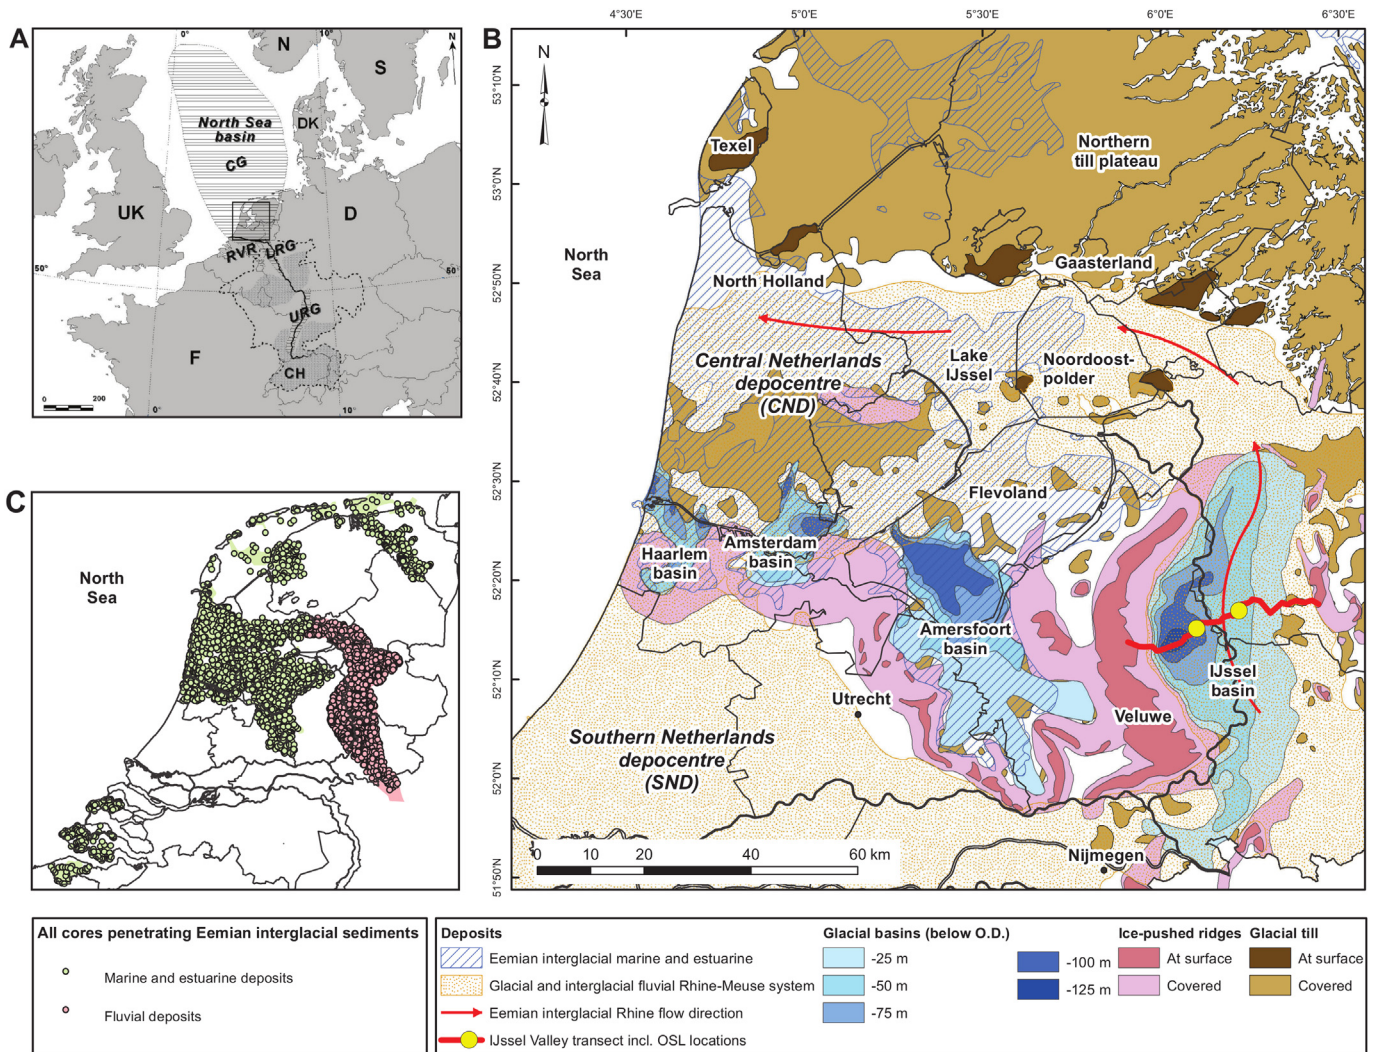 A
0°
10°
N
N
S
DK
North Sea
basin
CG
UK
D
RVR
LRG
50°
50°
URG
F
CH
0
200
0°
10°
B
4°30'E
5°0'E
5°30'E
6°0'E
6°30'E
53°10'N
53°0'N
52°50'N
52°40'N
52°30'N
52°20'N
52°10'N
52°0'N
51°50'N
N
Texel
Northern
till plateau
North
Sea
Gaasterland
North Holland
Central Netherlands
depocentre
(CND)
Lake
IJssel
Noordoost-
polder
Flevoland
Haarlem
basin
Amsterdam
basin
Amersfoort
basin
IJssel
basin
Utrecht
Veluwe
Southern Netherlands
depocentre
(SND)
Nijmegen
0
10
20
40
60 km
C
North
Sea
All cores penetrating Eemian interglacial sediments
Marine and estuarine deposits
Fluvial deposits
Deposits
Eemian interglacial marine and estuarine
Glacial and interglacial fluvial Rhine-Meuse system
Eemian interglacial Rhine flow direction
IJssel Valley transect incl. OSL locations
Glacial basins (below O.D.)
-25 m
-50 m
-75 m
-100 m
-125 m
Ice-pushed ridges
At surface
Covered
Glacial till
At surface
Covered